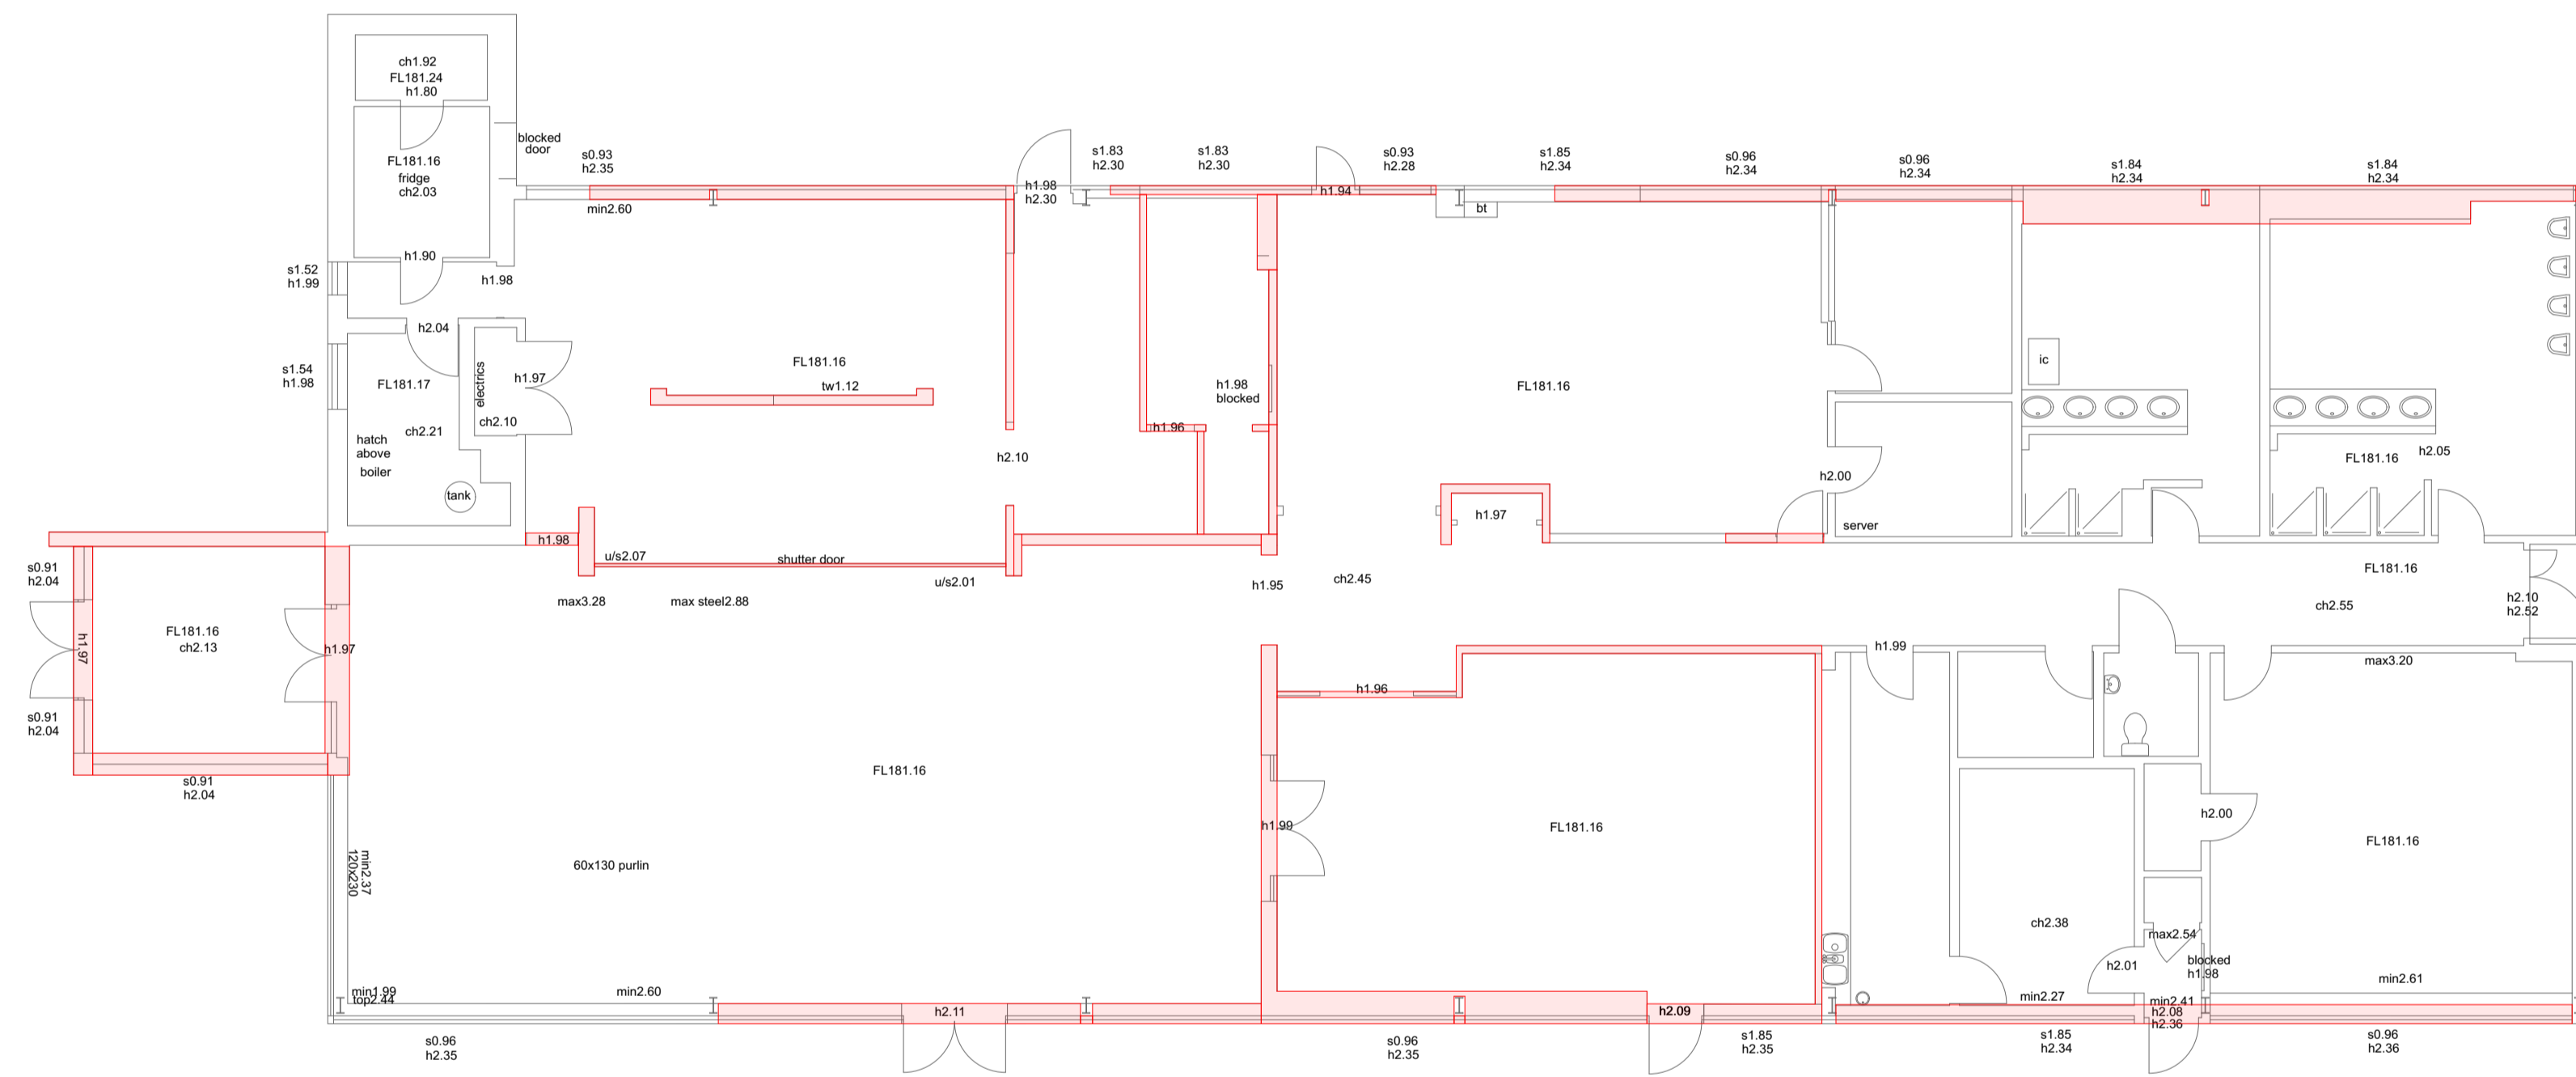 ch1.92
FL181.24
h1.80
blocked
door
FL181.16
fridge
ch2.03
h1.90
s1.52
h1.99
h1.98
h2.04
s1.54
h1.98
FL181.17
electrics
h1.97
ch2.10
ch2.21
hatch
above
boiler
tank
s0.93
h2.35
min2.60
FL181.16
tw1.12
h1.98
h2.30
s1.83
h2.30
s1.83
h2.30
h1.94
s0.93
h2.28
bt
s1.85
h2.34
s0.96
h2.34
s0.96
h2.34
s1.84
h2.34
s1.84
h2.34
h1.98
blocked
h1.96
h2.10
FL181.16
ic
h1.97
h2.00
server
FL181.16
h2.05
h1.98
u/s2.07
shutter door
u/s2.01
max3.28
max steel2.88
h1.95
ch2.45
FL181.16
ch2.55
h2.10
h2.52
s0.91
h2.04
h1.97
FL181.16
ch2.13
h1.97
s0.91
h2.04
s0.91
h2.04
h1.96
h1.99
max3.20
FL181.16
h1.99
FL181.16
h2.00
FL181.16
60x130 purlin
min2.37
120x230
ch2.38
max2.54
blocked
h1.98
h2.01
min2.61
min1.99
top2.44
min2.60
h2.11
h2.09
min2.27
min2.41
h2.08
h2.36
s0.96
h2.35
s0.96
h2.35
s1.85
h2.35
s1.85
h2.34
s0.96
h2.36